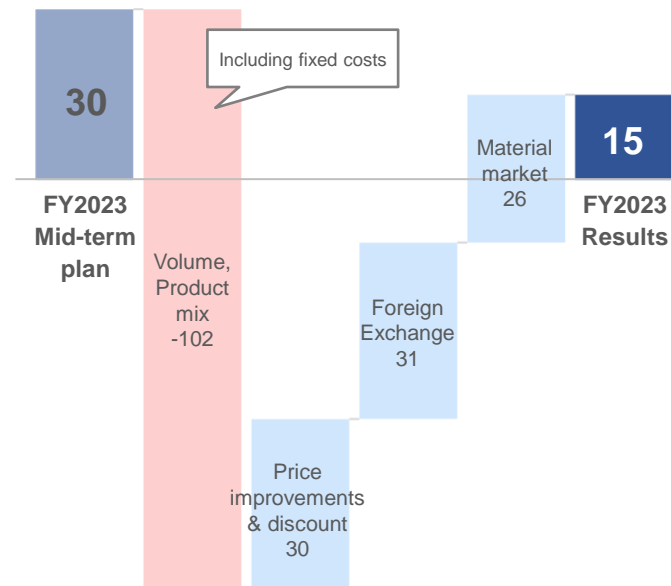 30
FY2023
Mid-term
plan
Including fixed costs
Volume,
Product
mix
-102
Price
improvements
& discount
30
Foreign
Exchange
31
Material
market
26
15
FY2023
Results